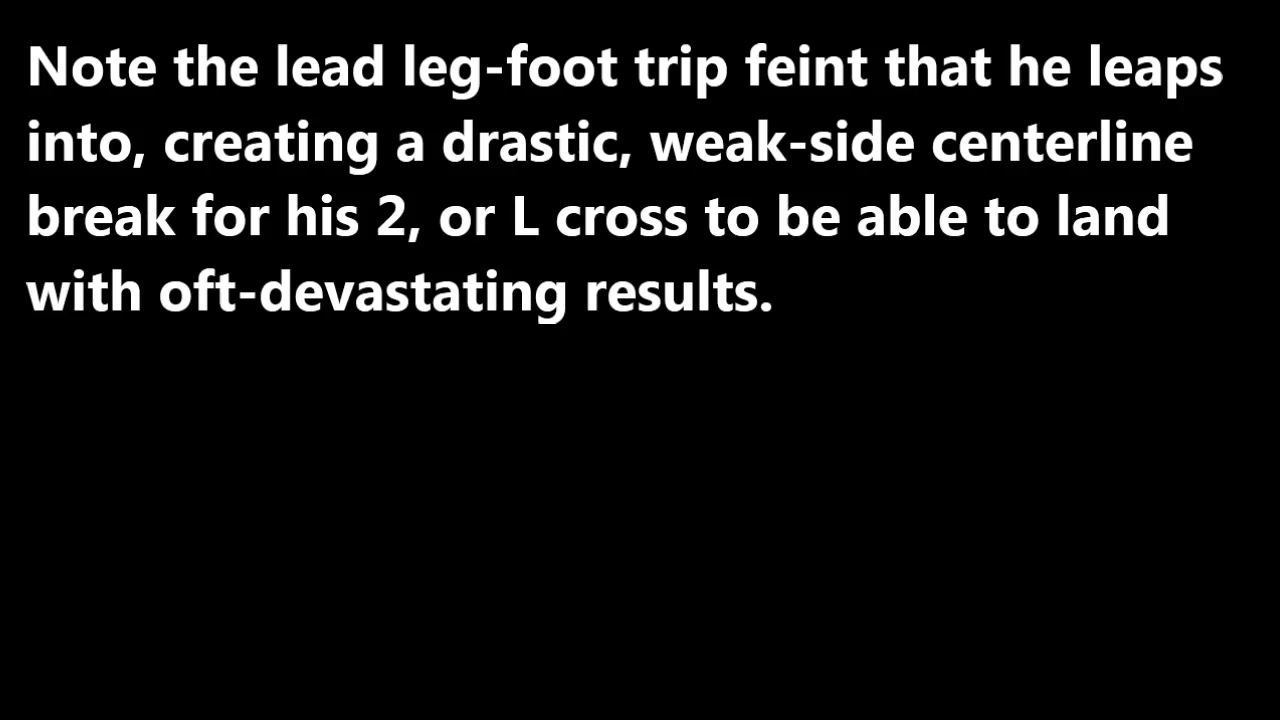 Note the lead leg-foot trip feint that he leaps
into, creating a drastic, weak-side centerline
break for his 2, or L cross to be able to land
with oft-devastating results.